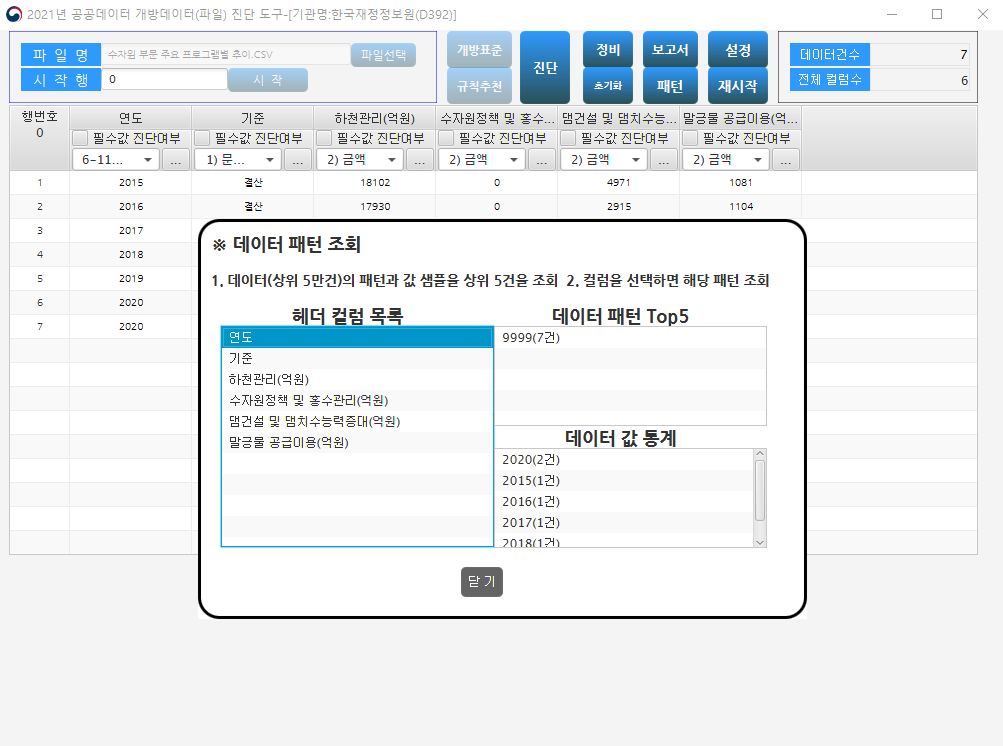 2021년 공공데이터 개방데이터(파일) 진단 도구-[기관명:한국재정정보원(D392)]
파 일 명 수자원 부문 주요 프로그램별 추이.CSV 파일선택
시 작 행 0 시 작
개방표준 규칙추천 진단 정비 초기화 보고서 패턴 설정 재시작
데이터건수 7
전체 컬럼수 6
행번호 연도 기준 하천관리(억원) 수자원정책 및 홍수... 댐건설 및 댐치수능... 말긍물 공급이용(억...
0 필수값 진단여부 필수값 진단여부 필수값 진단여부 필수값 진단여부 필수값 진단여부 필수값 진단여부
6-11... ... 1) 문... ... 2) 금액 ... 2) 금액 ... 2) 금액 ... 2) 금액 ...
1 2015 결산 18102 0 4971 1081
2 2016 결산 17930 0 2915 1104
3 2017
4 2018
5 2019
6 2020
7 2020
※ 데이터 패턴 조회
1. 데이터(상위 5만건)의 패턴과 값 샘플을 상위 5건을 조회 2. 컬럼을 선택하면 해당 패턴 조회
헤더 컬럼 목록
연도
기준
하천관리(억원)
수자원정책 및 홍수관리(억원)
댐건설 및 댐치수능력증대(억원)
말긍물 공급이용(억원)
데이터 패턴 Top5
9999(7건)
데이터 값 통계
2020(2건)
2015(1건)
2016(1건)
2017(1건)
2018(1건)
닫 기